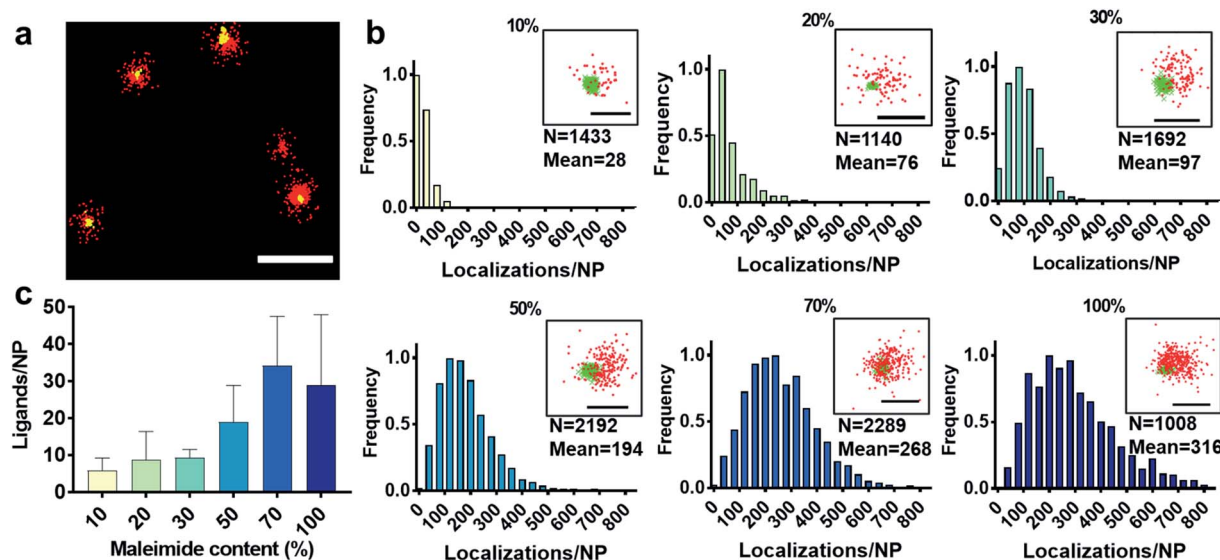 a
b
10%
1.0
0.5
0.0
Frequency
N=1433
Mean=28
0 100 200 300 400 500 600 700 800
Localizations/NP
20%
1.0
0.5
0.0
Frequency
N=1140
Mean=76
0 100 200 300 400 500 600 700 800
Localizations/NP
30%
1.0
0.5
0.0
Frequency
N=1692
Mean=97
0 100 200 300 400 500 600 700 800
Localizations/NP
c
50
40
30
20
10
0
Ligands/NP
10 20 30 50 70 100
Maleimide content (%)
50%
1.0
0.5
0.0
Frequency
N=2192
Mean=194
0 100 200 300 400 500 600 700 800
Localizations/NP
70%
1.0
0.5
0.0
Frequency
N=2289
Mean=268
0 100 200 300 400 500 600 700 800
Localizations/NP
100%
1.0
0.5
0.0
Frequency
N=1008
Mean=316
0 100 200 300 400 500 600 700 800
Localizations/NP